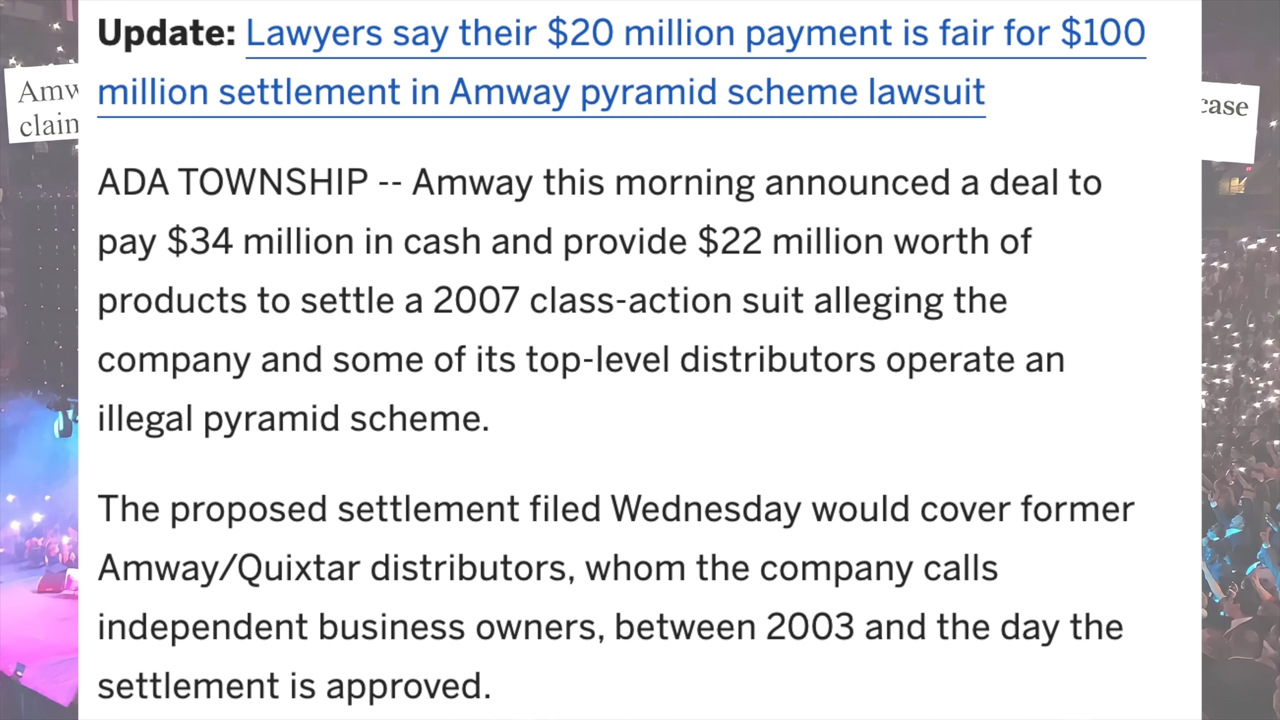 Update: Lawyers say their $20 million payment is fair for $100
million settlement in Amway pyramid scheme lawsuit
ADA TOWNSHIP -- Amway this morning announced a deal to
pay $34 million in cash and provide $22 million worth of
products to settle a 2007 class-action suit alleging the
company and some of its top-level distributors operate an
illegal pyramid scheme.
The proposed settlement filed Wednesday would cover former
Amway/Quixtar distributors, whom the company calls
independent business owners, between 2003 and the day the
settlement is approved.